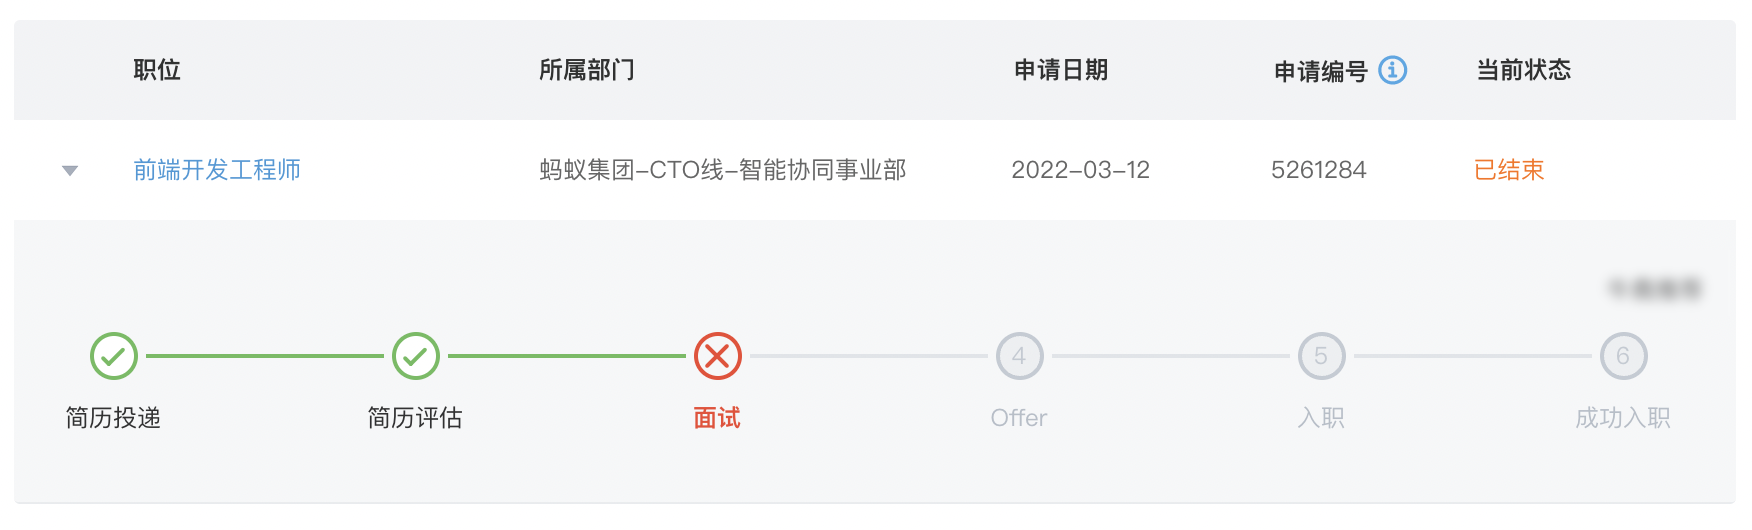 职位 所属部门 申请日期 申请编号 当前状态
前端开发工程师 蚂蚁集团-CTO线-智能协同事业部 2022-03-12 5261284 已结束
4 5 6
简历投递 简历评估 面试 Offer 入职 成功入职